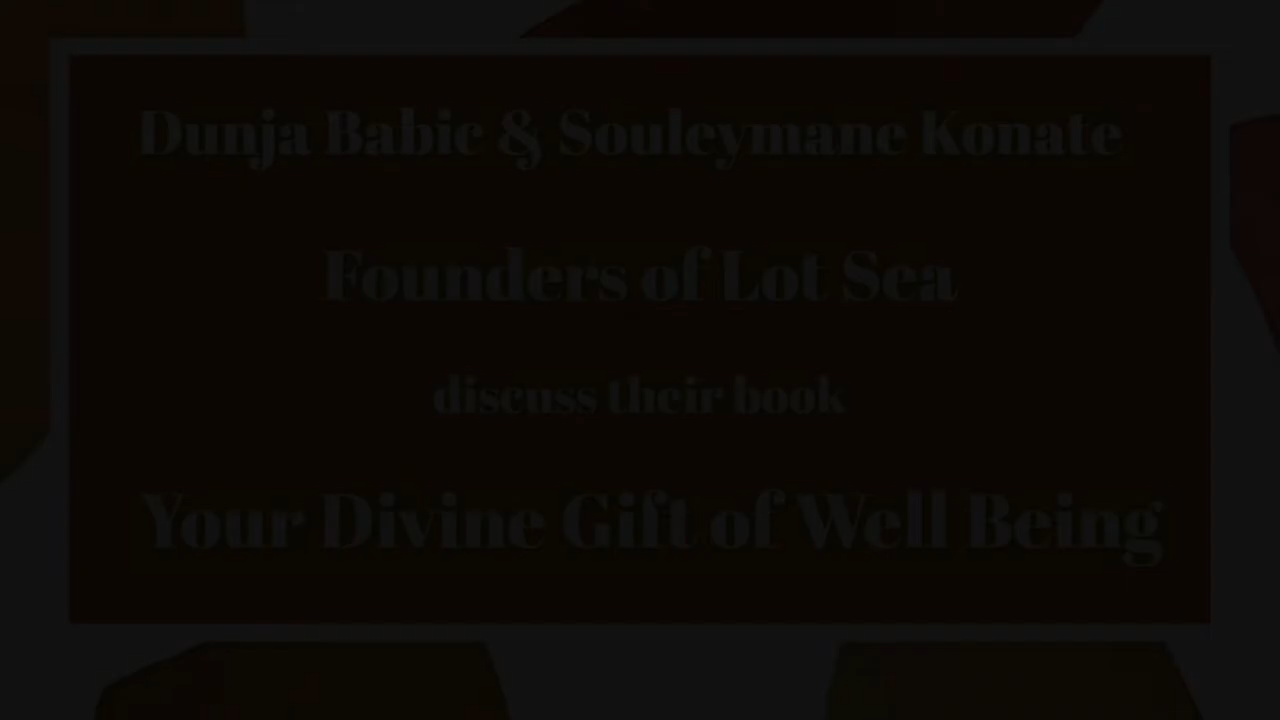 Dunja Babic & Souleymane Konate
Founders of Lot Sea
discuss their book
Your Divine Gift of Well Being